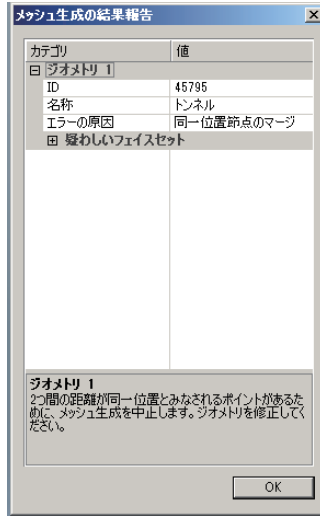 メッシュ生成の結果報告
カテゴリ 値
ジオメトリ 1
ID 45795
名称 トンネル
エラーの原因 同一位置節点のマージ
疑わしいフェイスセット
ジオメトリ 1
2つ間の距離が同一位置とみなされるポイントがあるた
めに、メッシュ生成を中止します。ジオメトリを修正してく
ださい。
OK